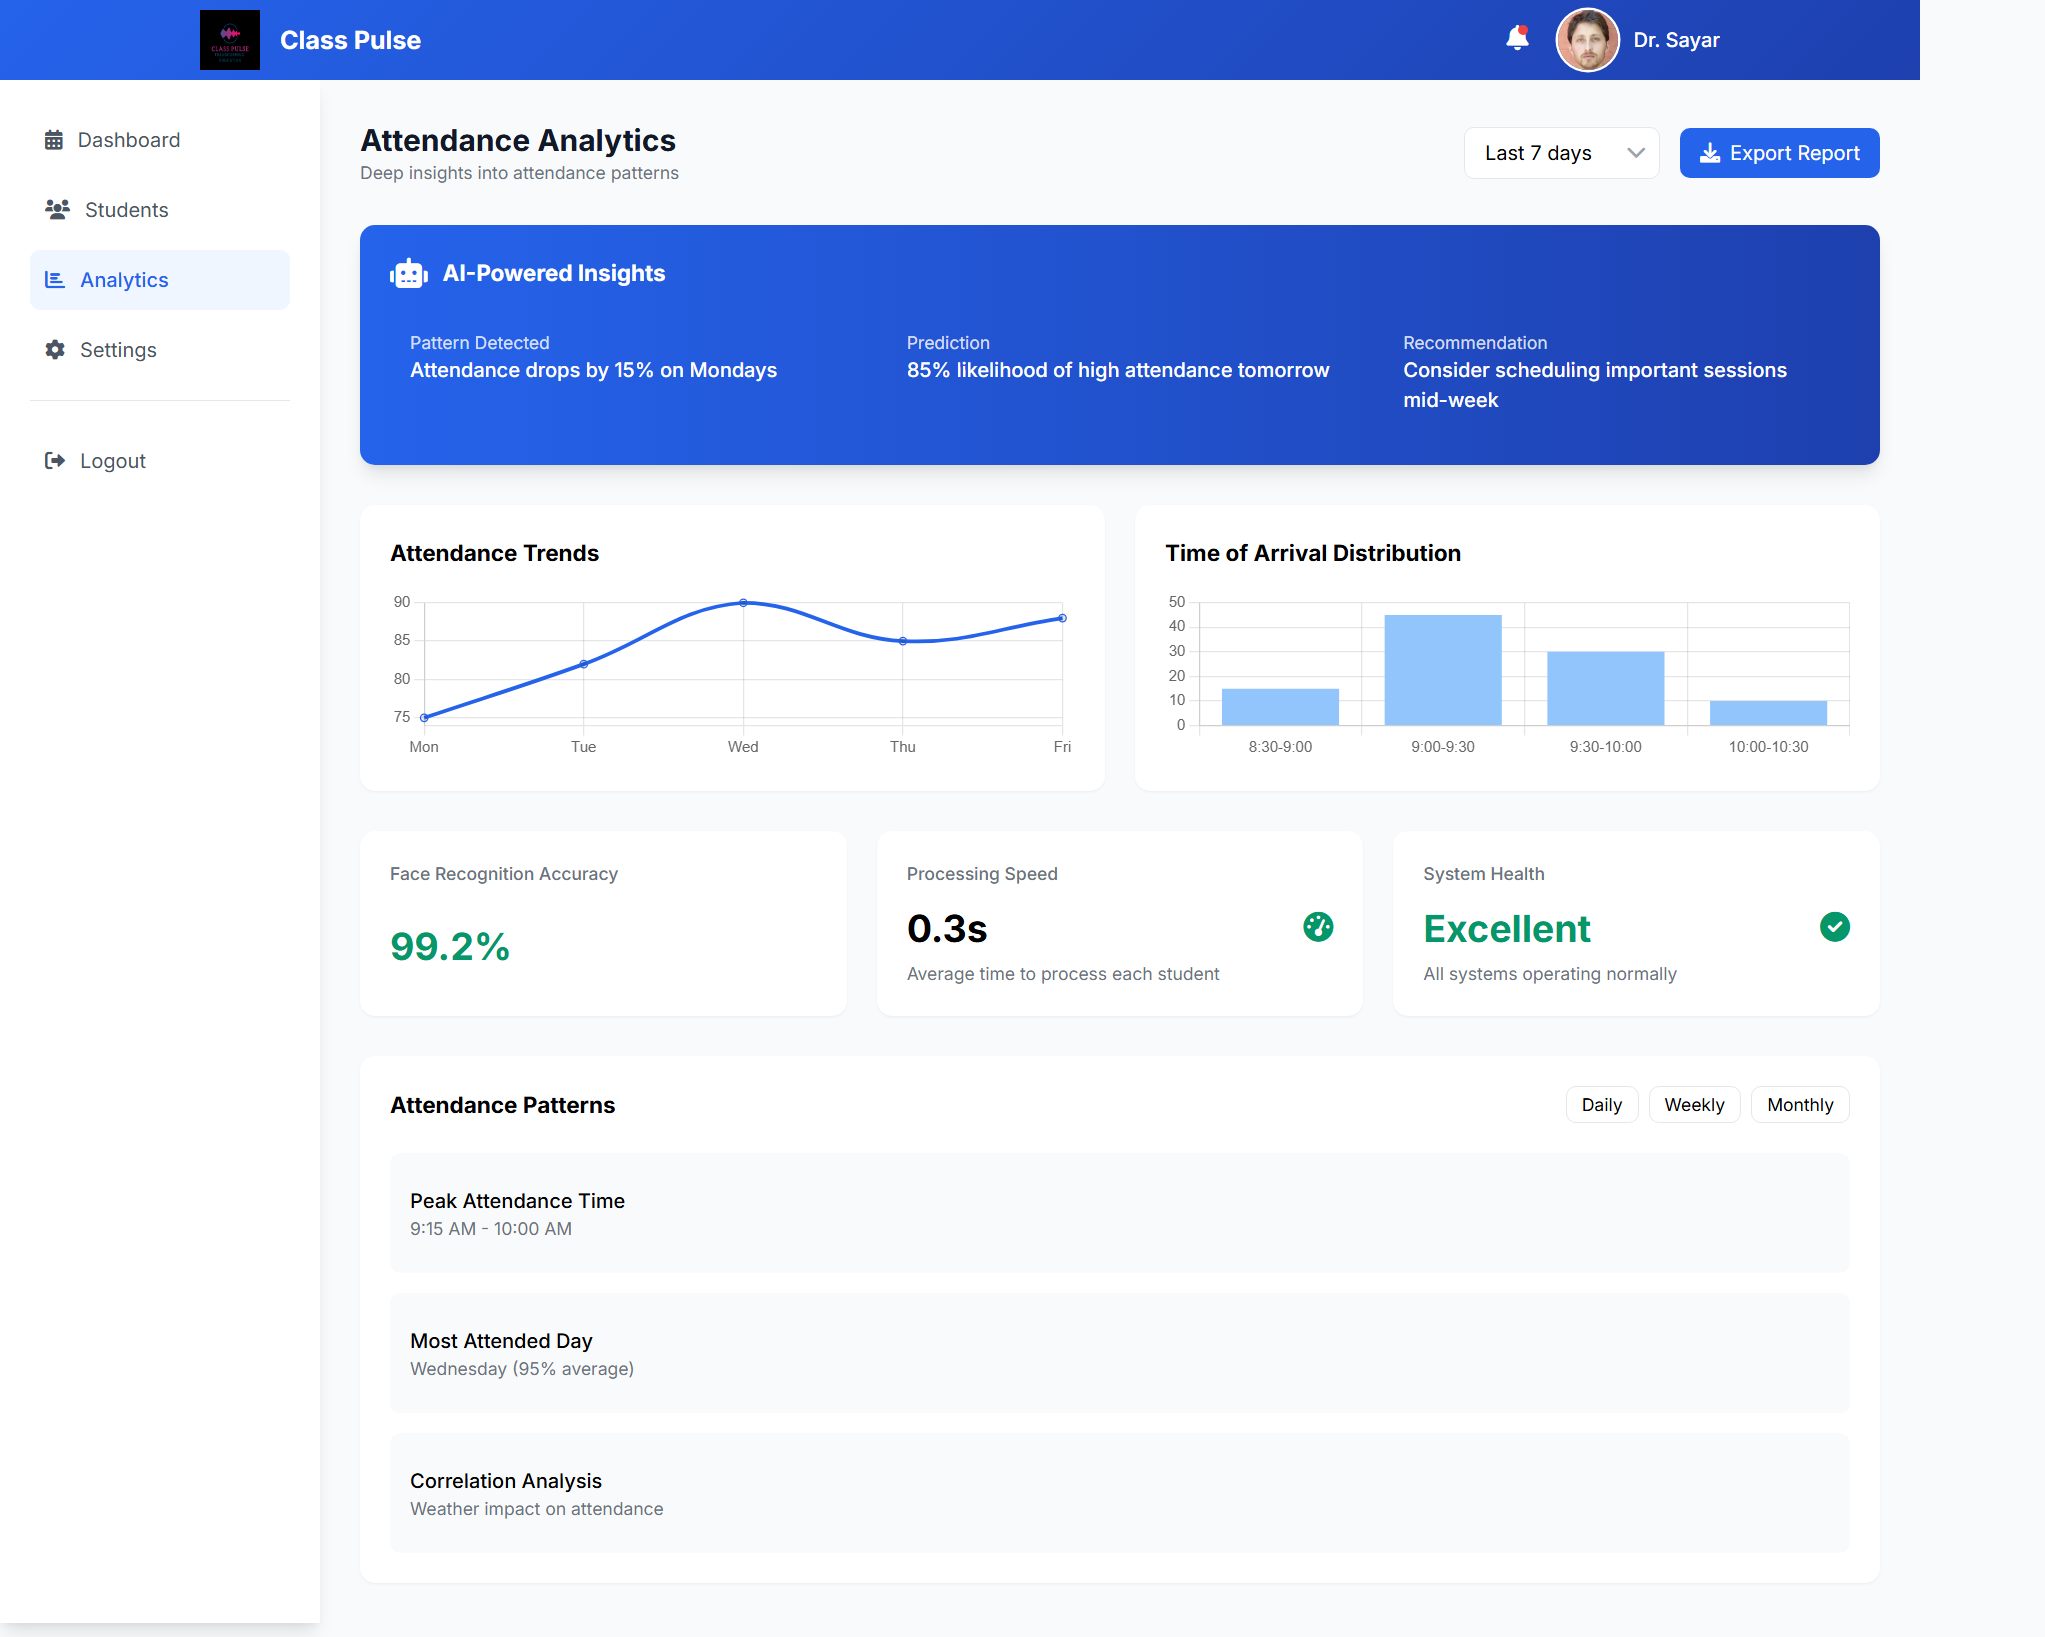 CLASS PULSE
Class Pulse
Dr. Sayar
Dashboard
Students
Analytics
Settings
Logout
Attendance Analytics
Deep insights into attendance patterns
Last 7 days
Export Report
AI-Powered Insights
Pattern Detected
Attendance drops by 15% on Mondays
Prediction
85% likelihood of high attendance tomorrow
Recommendation
Consider scheduling important sessions
mid-week
Attendance Trends
90
85
80
75
Mon Tue Wed Thu Fri
Time of Arrival Distribution
50
40
30
20
10
0
8:30-9:00 9:00-9:30 9:30-10:00 10:00-10:30
Face Recognition Accuracy
99.2%
Processing Speed
0.3s
Average time to process each student
System Health
Excellent
All systems operating normally
Attendance Patterns
Daily
Weekly
Monthly
Peak Attendance Time
9:15 AM - 10:00 AM
Most Attended Day
Wednesday (95% average)
Correlation Analysis
Weather impact on attendance